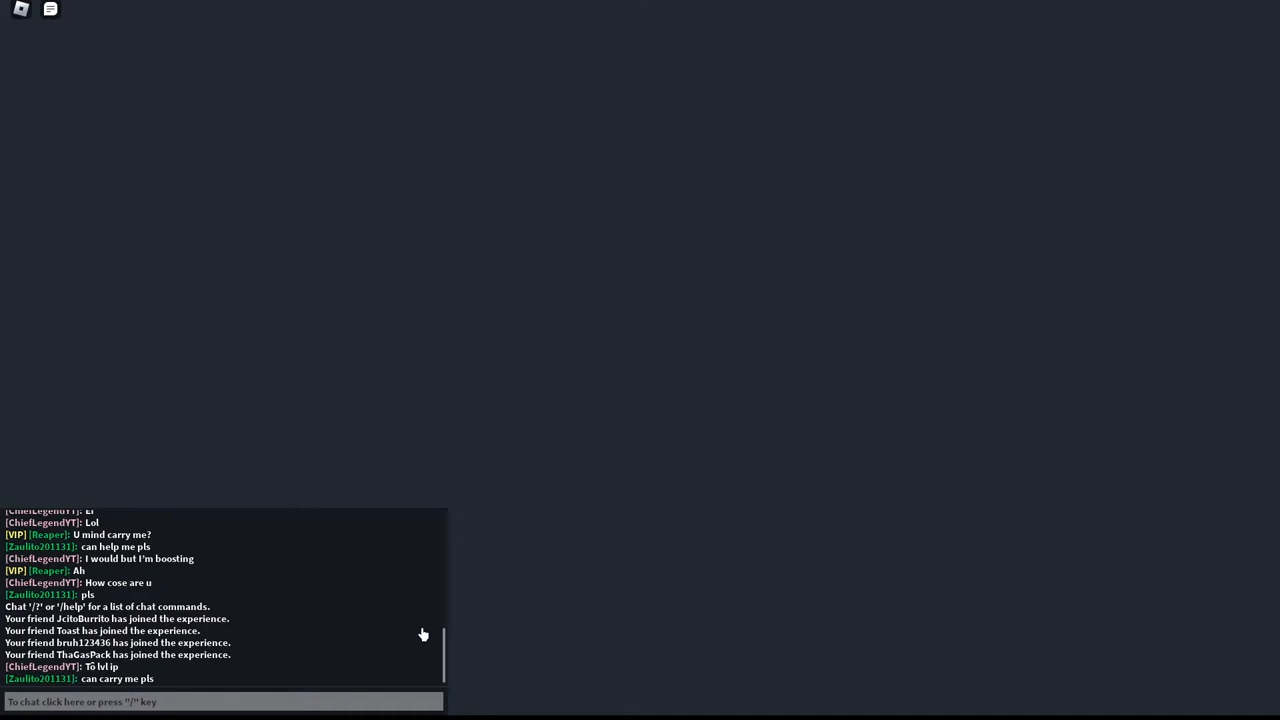 [ChiefLegendYT]: El
[ChiefLegendYT]: Lol
[VIP] [Reaper]: U mind carry me?
[Zaulito201131]: can help me pls
[ChiefLegendYT]: I would but I'm boosting
[VIP] [Reaper]: Ah
[ChiefLegendYT]: How cose are u
[Zaulito201131]: pls
Chat '/?' or '/help' for a list of chat commands.
Your friend JcitoBurrito has joined the experience.
Your friend Toast has joined the experience.
Your friend bruh123436 has joined the experience.
Your friend ThaGasPack has joined the experience.
[ChiefLegendYT]: Tô lvl ip
[Zaulito201131]: can carry me pls
To chat click here or press "/" key